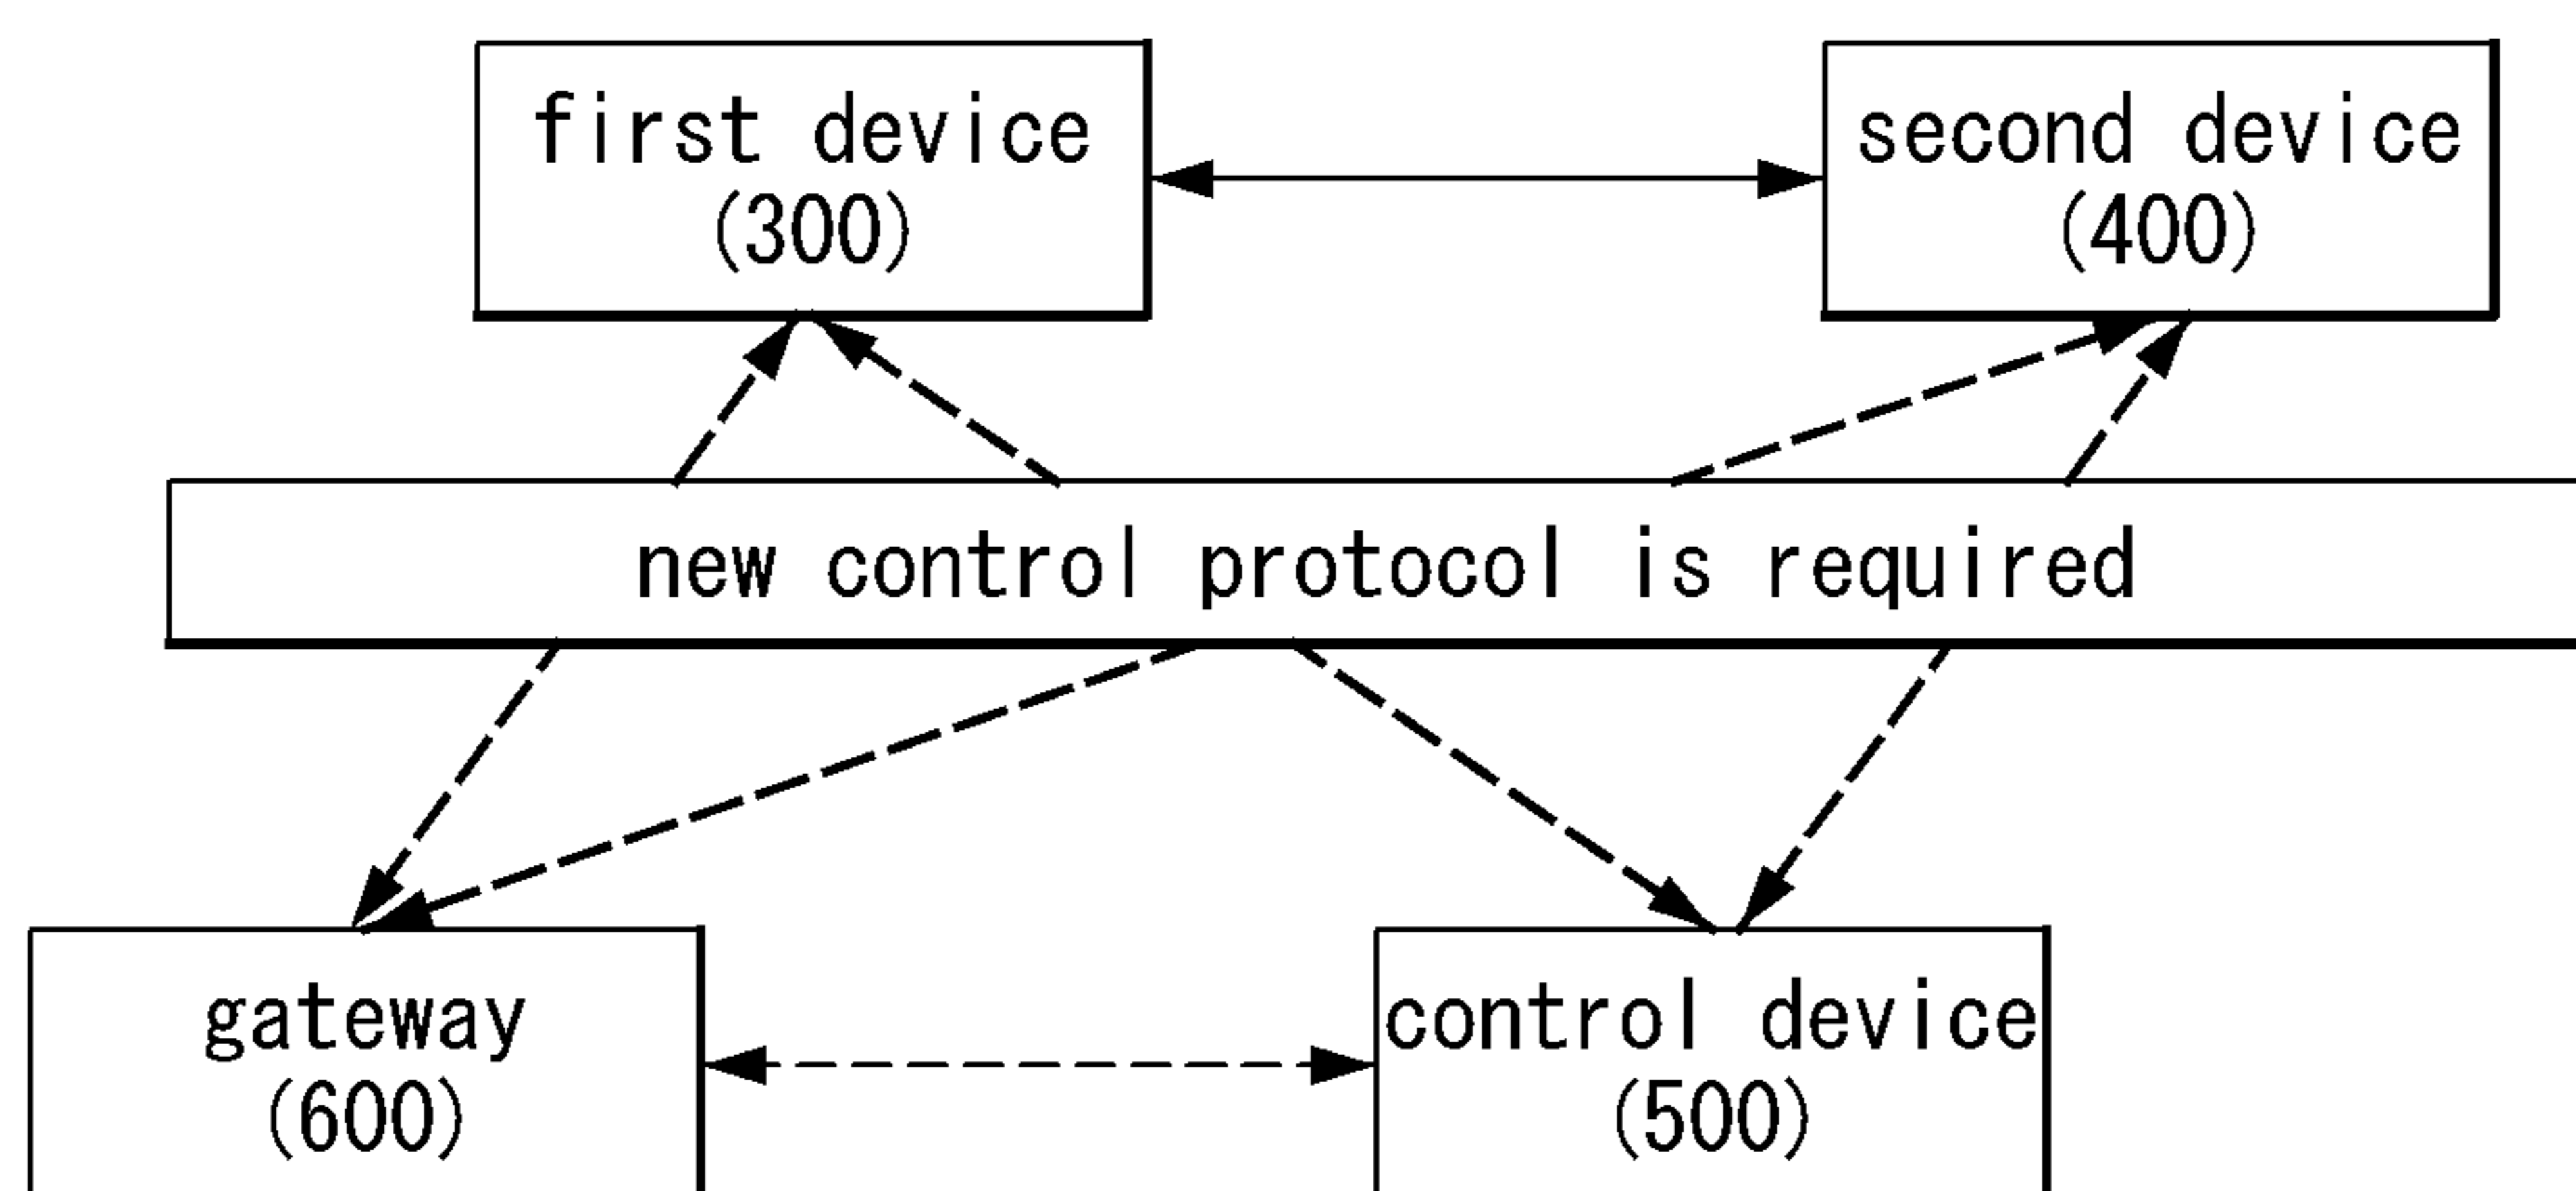 first device
(300)
second device
(400)
new control protocol is required
gateway
(600)
control device
(500)